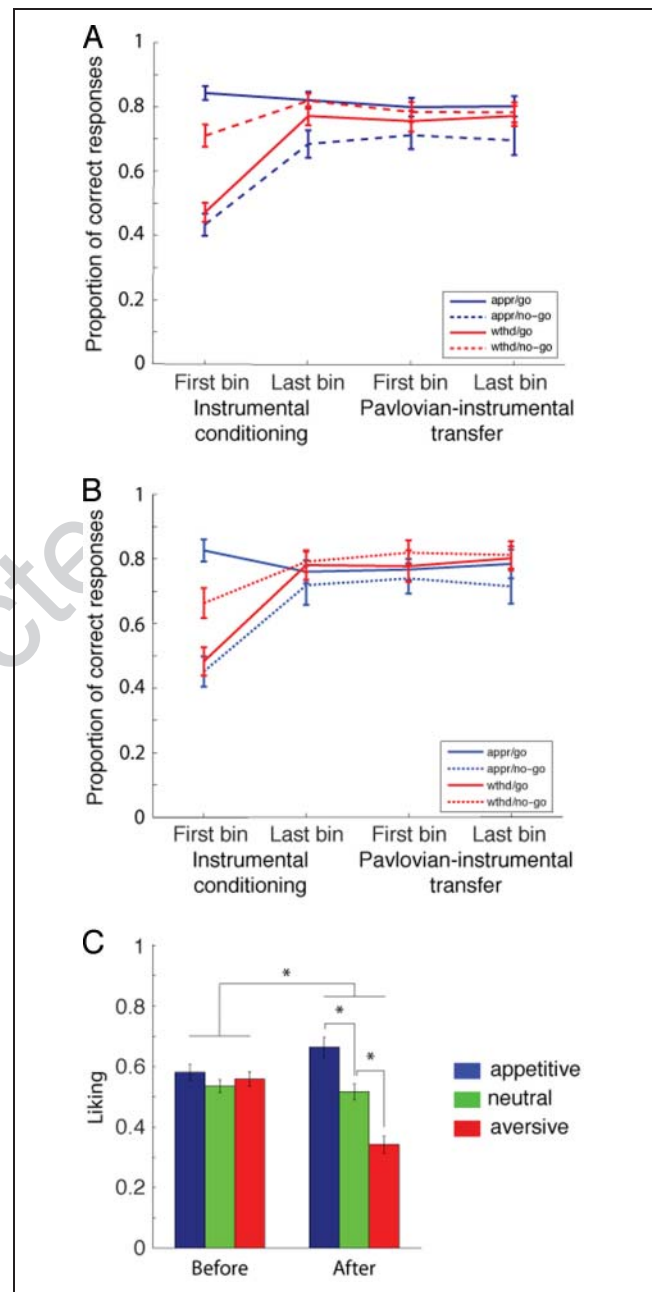 A
1
0.8
0.6
0.4
0.2
0
Proportion of correct responses
appr/go
appr/no-go
wthd/go
wthd/no-go
First bin Last bin First bin Last bin
Instrumental conditioning
Pavlovian-instrumental transfer
B
1
0.8
0.6
0.4
0.2
0
Proportion of correct responses
appr/go
appr/no-go
wthd/go
wthd/no-go
First bin Last bin First bin Last bin
Instrumental conditioning
Pavlovian-instrumental transfer
C
1
0.8
0.6
0.4
0.2
0
Liking
*
*
*
appetitive
neutral
aversive
Before After